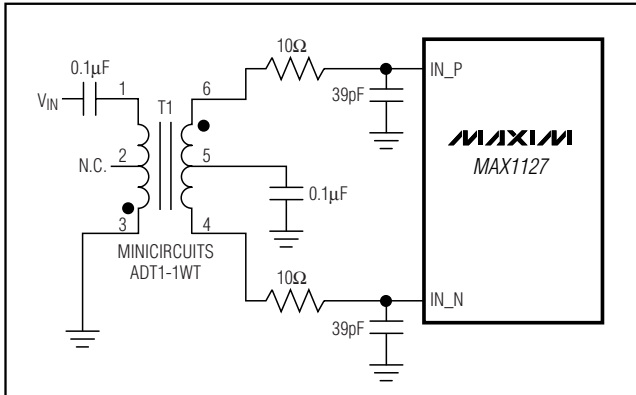 10Ω
0.1μF
1
6
T1
IN_P
VIN
39pF
MAXIM
MAX1127
N.C.
2
5
0.1μF
3
4
MINICIRCUITS
ADT1-1WT
10Ω
IN_N
39pF